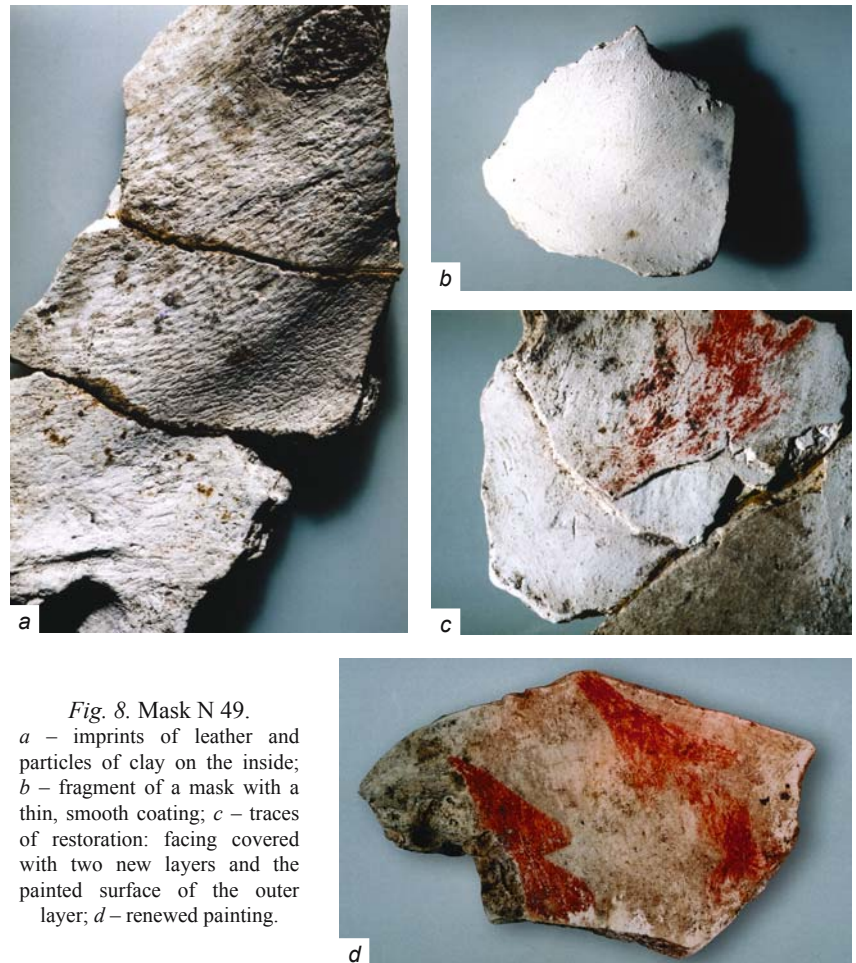 a
b
c
Fig. 8. Mask N 49.
a – imprints of leather and
particles of clay on the inside;
b – fragment of a mask with a
thin, smooth coating; c – traces
of restoration: facing covered
with two new layers and the
painted surface of the outer
layer; d – renewed painting.
d